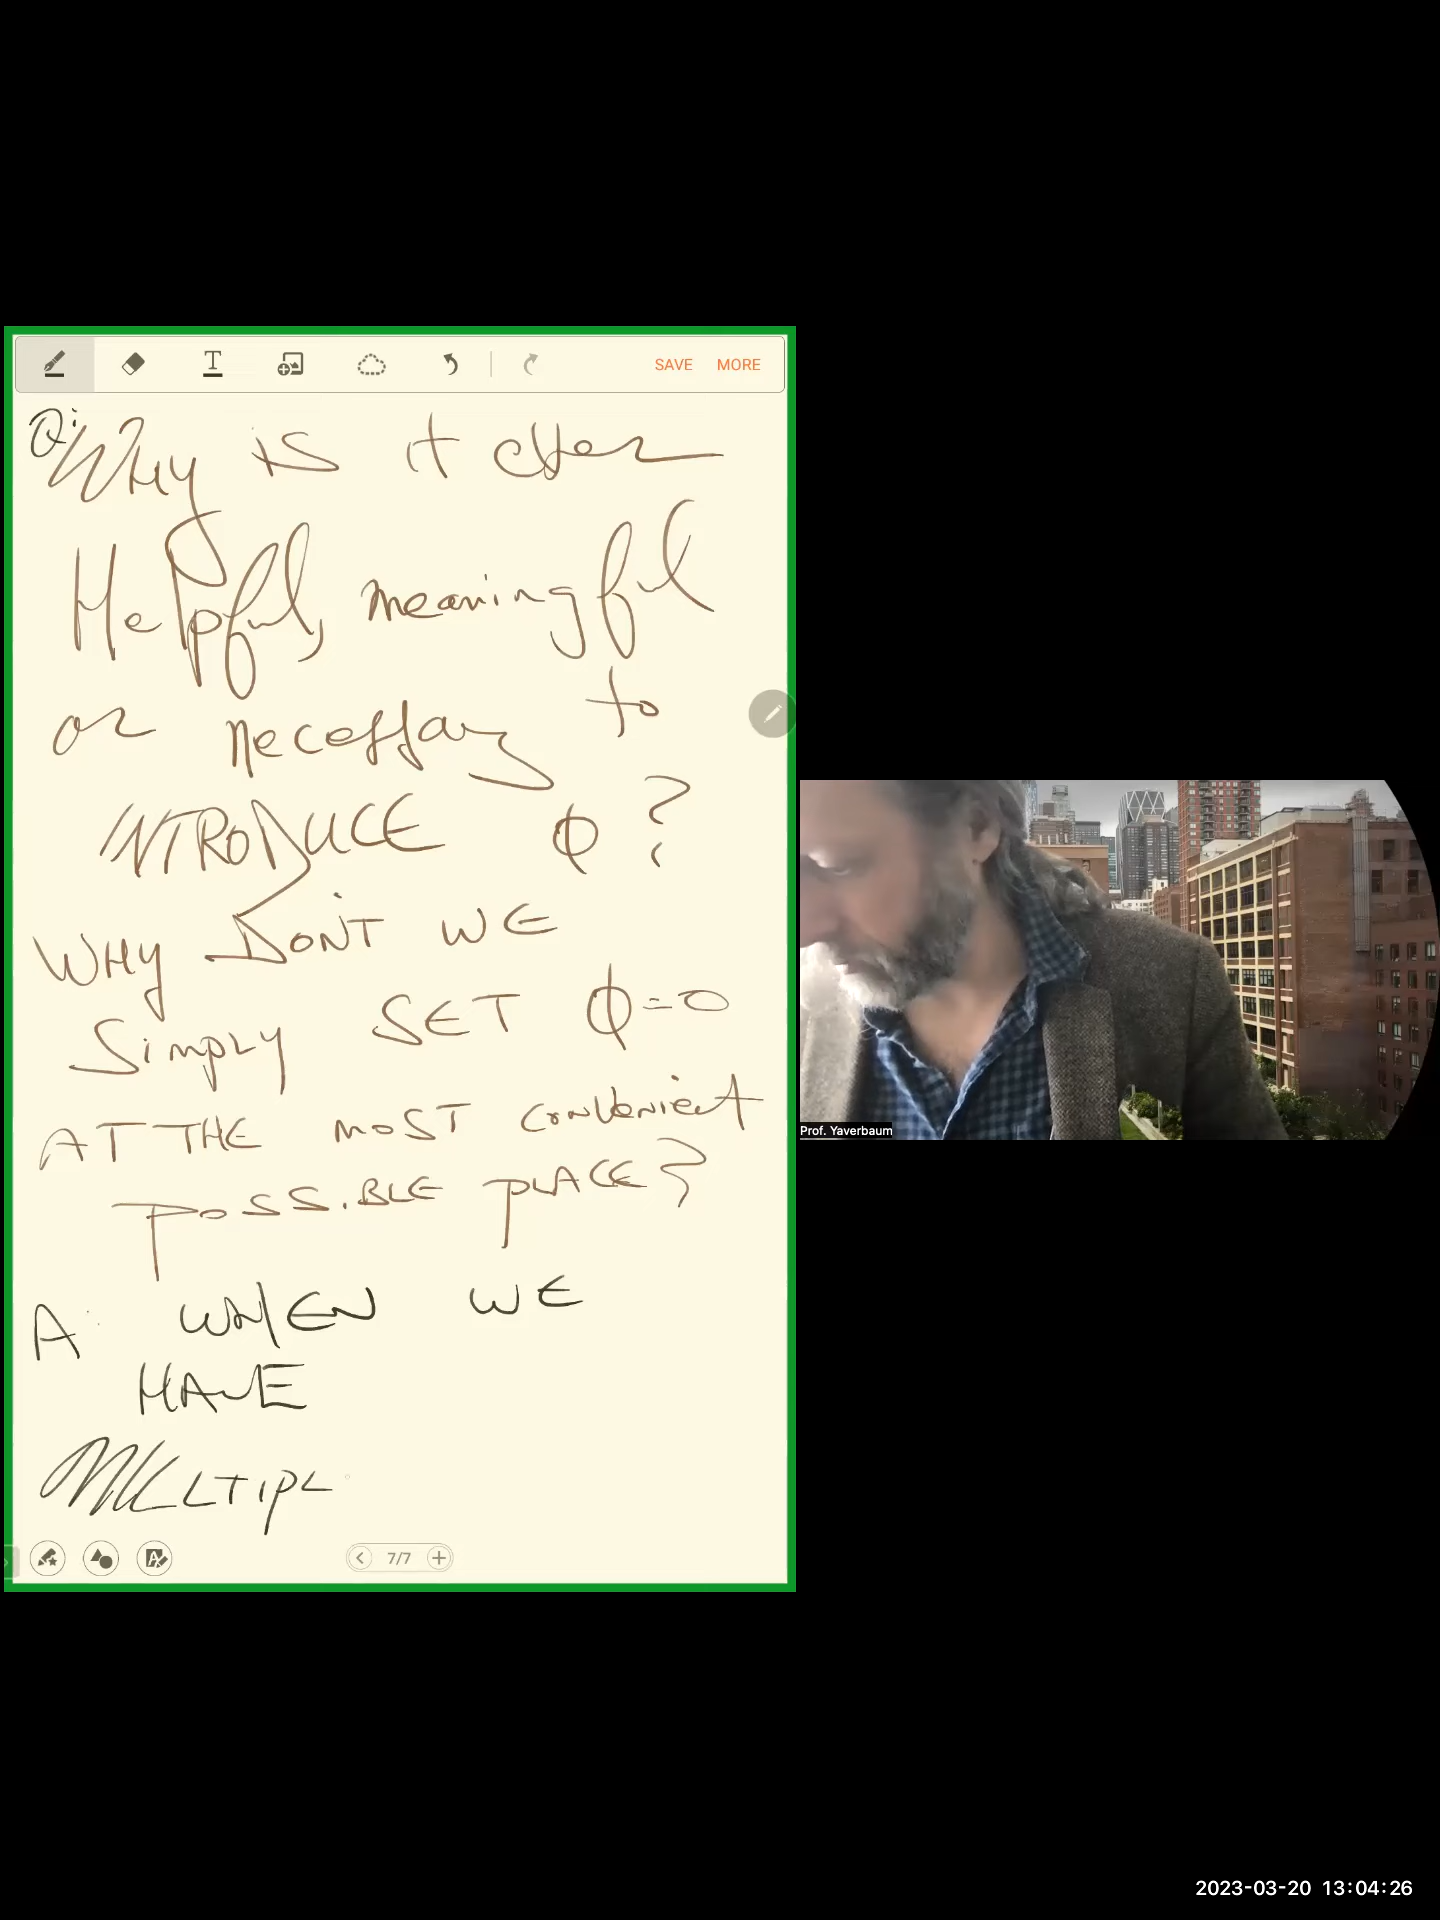 T SAVE MORE
Q: WHY is it ever
Helpful, meaningful
or necessary to
INTRODUCE ϕ?
WHY DON'T WE
SIMPLY SET ϕ=0
AT THE MOST CONVENIENT
POSSIBLE PLACE?
A: WHEN WE
HAVE
MULTIPL
7/7
Prof. Yaverbaum
2023-03-20 13:04:26